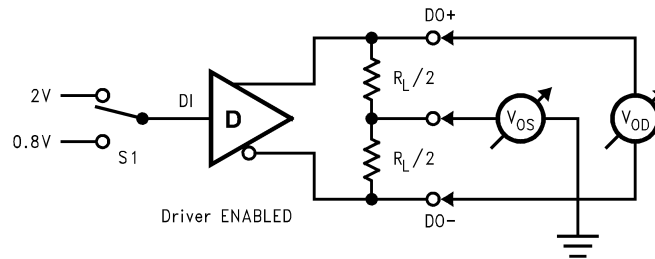 DO+
2V
DI
D
R_L/2
V_OS
V_OD
0.8V
S1
R_L/2
Driver ENABLED
DO−